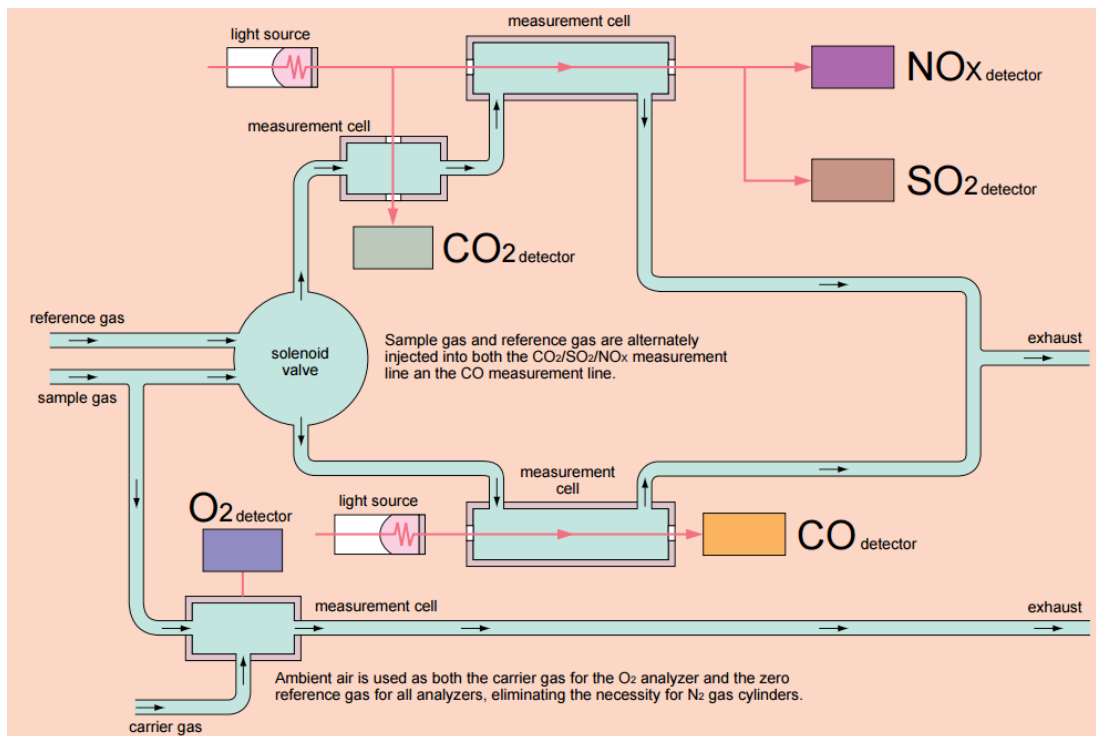 measurement cell
light source
NOx detector
measurement cell
SO2 detector
CO2 detector
reference gas
solenoid
valve
Sample gas and reference gas are alternately
injected into both the CO2/SO2/NOx measurement
line an the CO measurement line.
exhaust
sample gas
measurement
cell
light source
O2 detector
CO detector
measurement cell
exhaust
Ambient air is used as both the carrier gas for the O2 analyzer and the zero
reference gas for all analyzers, eliminating the necessity for N2 gas cylinders.
carrier gas